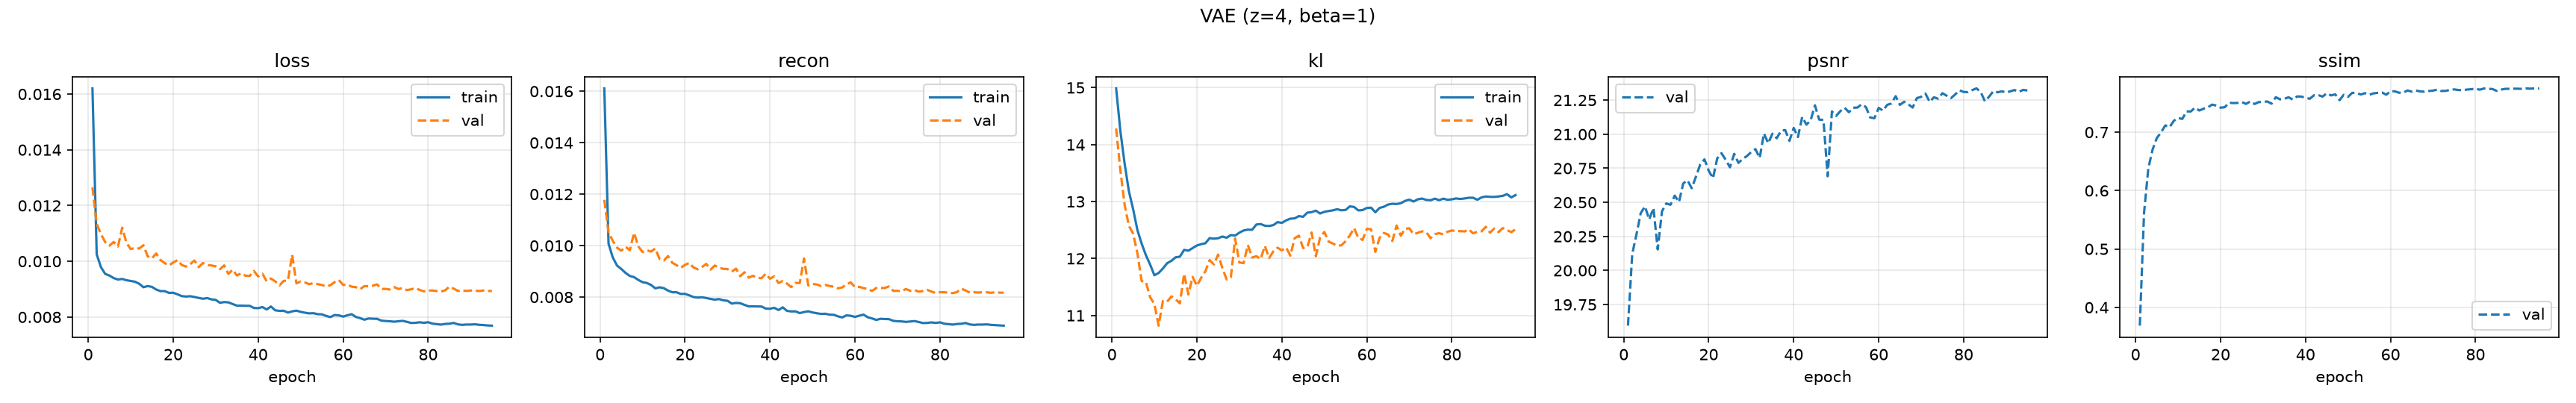 VAE (z=4, beta=1)
loss
0.016
0.014
0.012
0.010
0.008
train
val
0 20 40 60 80
epoch
recon
0.016
0.014
0.012
0.010
0.008
train
val
0 20 40 60 80
epoch
kl
15
14
13
12
11
train
val
0 20 40 60 80
epoch
psnr
21.25
21.00
20.75
20.50
20.25
20.00
19.75
val
0 20 40 60 80
epoch
ssim
0.7
0.6
0.5
0.4
val
0 20 40 60 80
epoch